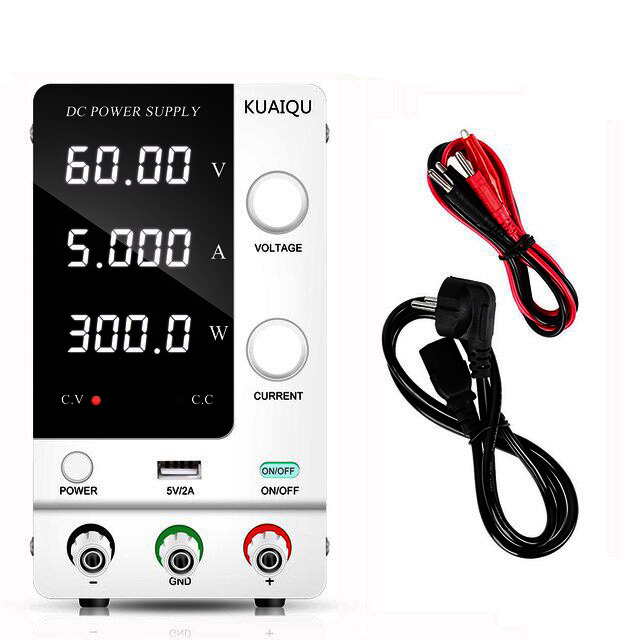 DC POWER SUPPLY KUAIQU
60.00 V
5.000 A
300.0 W
C.V C.C
VOLTAGE
CURRENT
POWER
5V/2A
ON/OFF
ON/OFF
-
GND
+